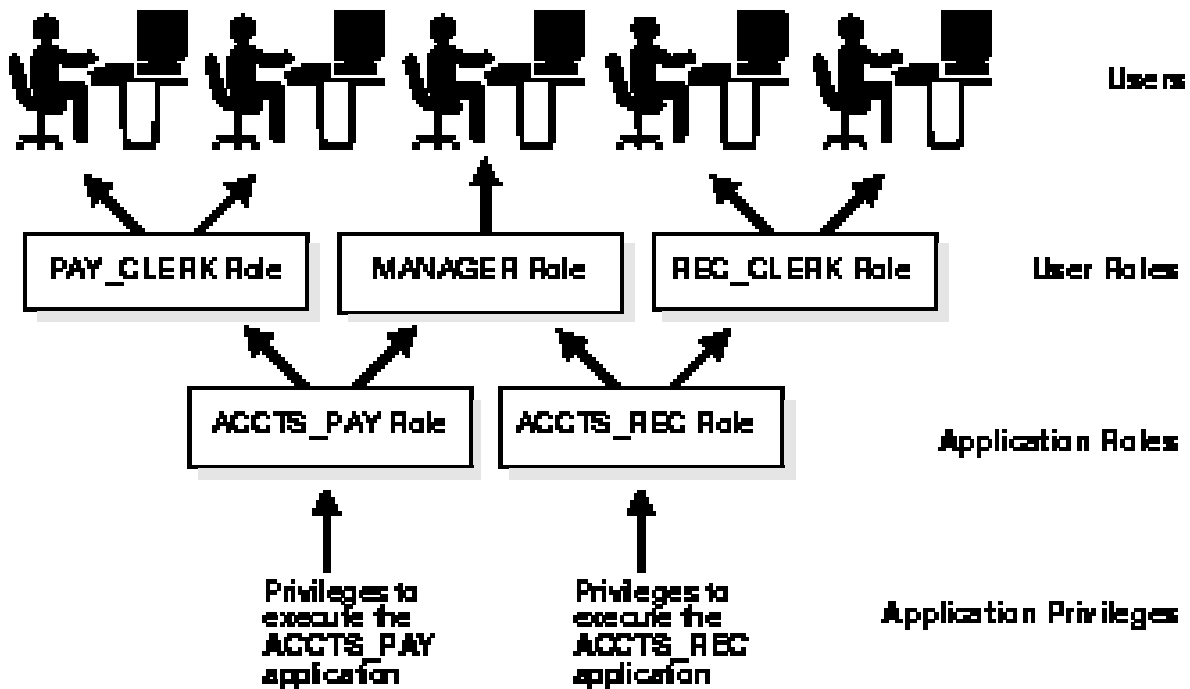 Users
PAY_CLERK Role
MANAGER Role
REC_CLERK Role
User Roles
ACCTS_PAY Role
ACCTS_REC Role
Application Roles
Privileges to
execute the
ACCTS_PAY
application
Privileges to
execute the
ACCTS_REC
application
Application Privileges